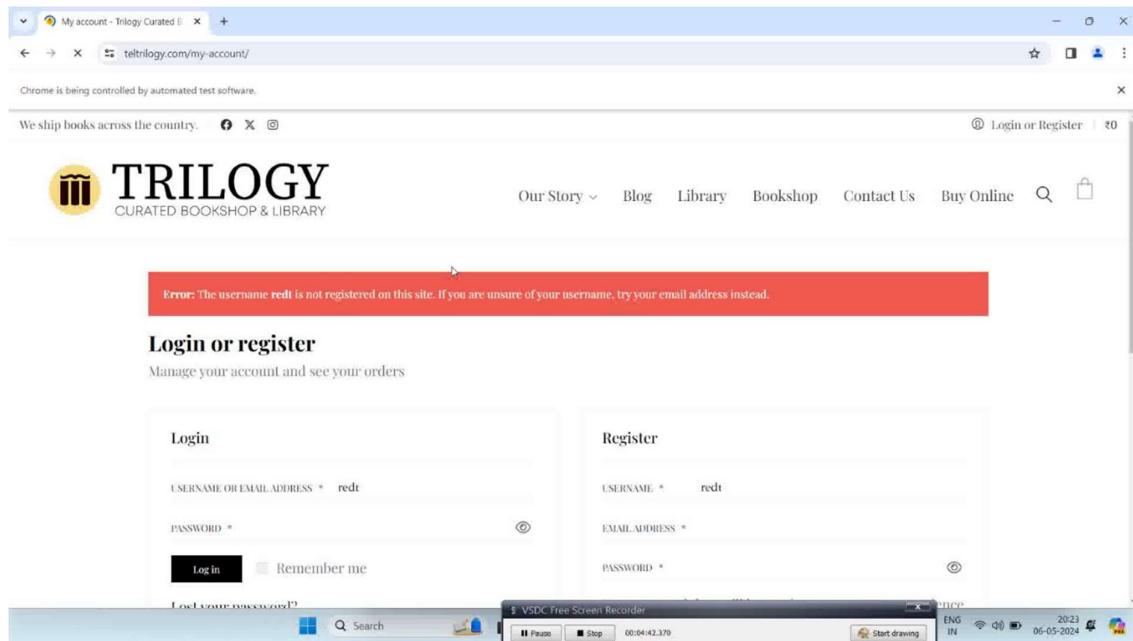 My account - Trilogy Curated B
teltrilogy.com/my-account/
Chrome is being controlled by automated test software.
We ship books across the country.
Login or Register
₹0
TRILOGY
CURATED BOOKSHOP & LIBRARY
Our Story Blog Library Bookshop Contact Us Buy Online
Error: The username redt is not registered on this site. If you are unsure of your username, try your email address instead.
Login or register
Manage your account and see your orders
Login
USERNAME OR EMAIL ADDRESS * redt
PASSWORD *
Log in Remember me
Lost your password?
Register
USERNAME * redt
EMAIL ADDRESS *
PASSWORD *
VSDC Free Screen Recorder
Pause Stop 00:04:42.370 Start drawing
Search
ENG
IN
20:23
06-05-2024